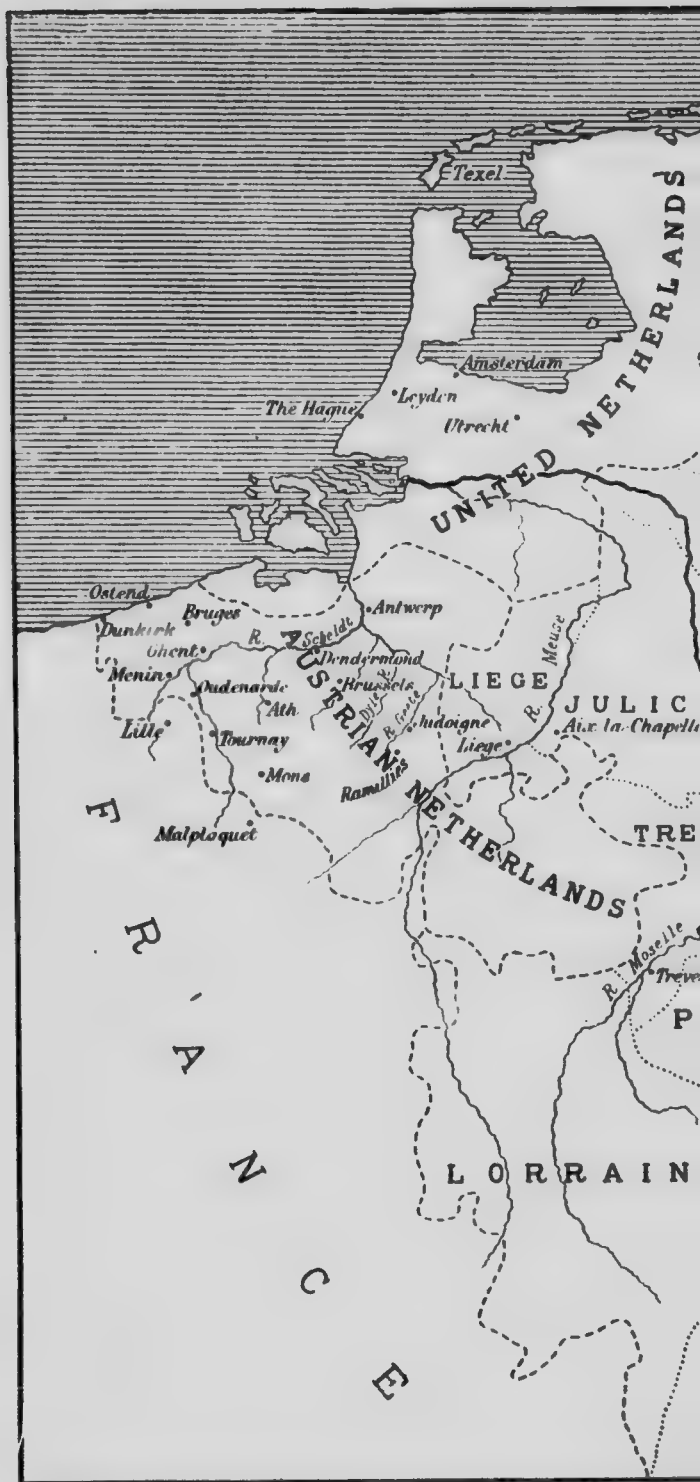 Texel
UNITED NETHERLANDS
Amsterdam
Leyden
The Hague
Utrecht
Ostend
Bruges
Antwerp
Dunkirk
Ghent
R. Scheldt
Dendermond
Menin
Oudenarde
Brussels
LIEGE
R. Meuse
Ath
Dyle R.
R. Geete
Judoigne
JULIC
Aix-la-Chapelle
Lille
Tournay
Liege
Mons
Ramillies
AUSTRIAN NETHERLANDS
Malplaquet
TRE
FRANCE
R. Moselle
Treve
P
LORRAIN